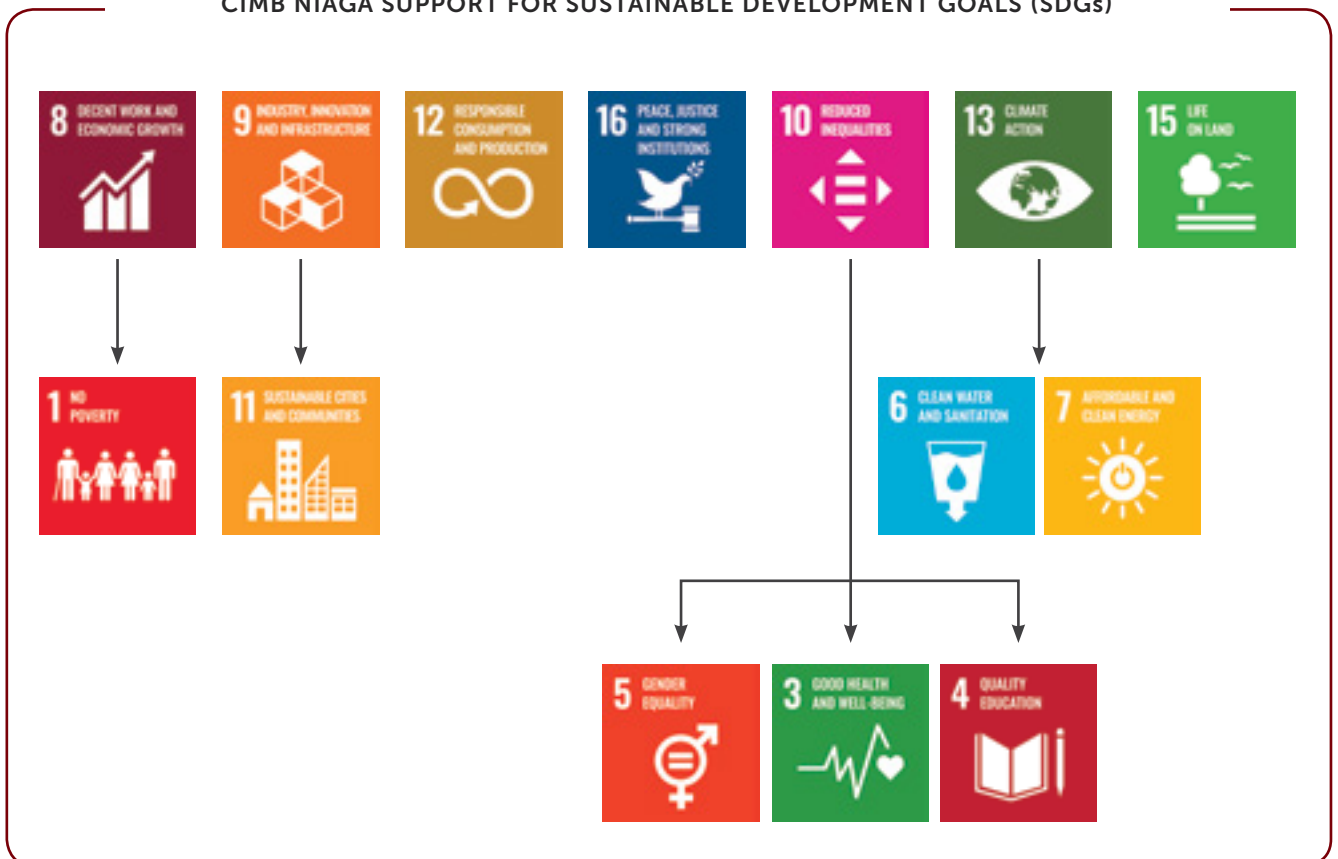 CIMB NIAGA SUPPORT FOR SUSTAINABLE DEVELOPMENT GOALS (SDGs)
8 DECENT WORK AND
ECONOMIC GROWTH
9 INDUSTRY, INNOVATION
AND INFRASTRUCTURE
12 RESPONSIBLE
CONSUMPTION
AND PRODUCTION
16 PEACE, JUSTICE
AND STRONG
INSTITUTIONS
10 REDUCED
INEQUALITIES
13 CLIMATE
ACTION
15 LIFE
ON LAND
1 NO
POVERTY
11 SUSTAINABLE CITIES
AND COMMUNITIES
6 CLEAN WATER
AND SANITATION
7 AFFORDABLE AND
CLEAN ENERGY
5 GENDER
EQUALITY
3 GOOD HEALTH
AND WELL-BEING
4 QUALITY
EDUCATION